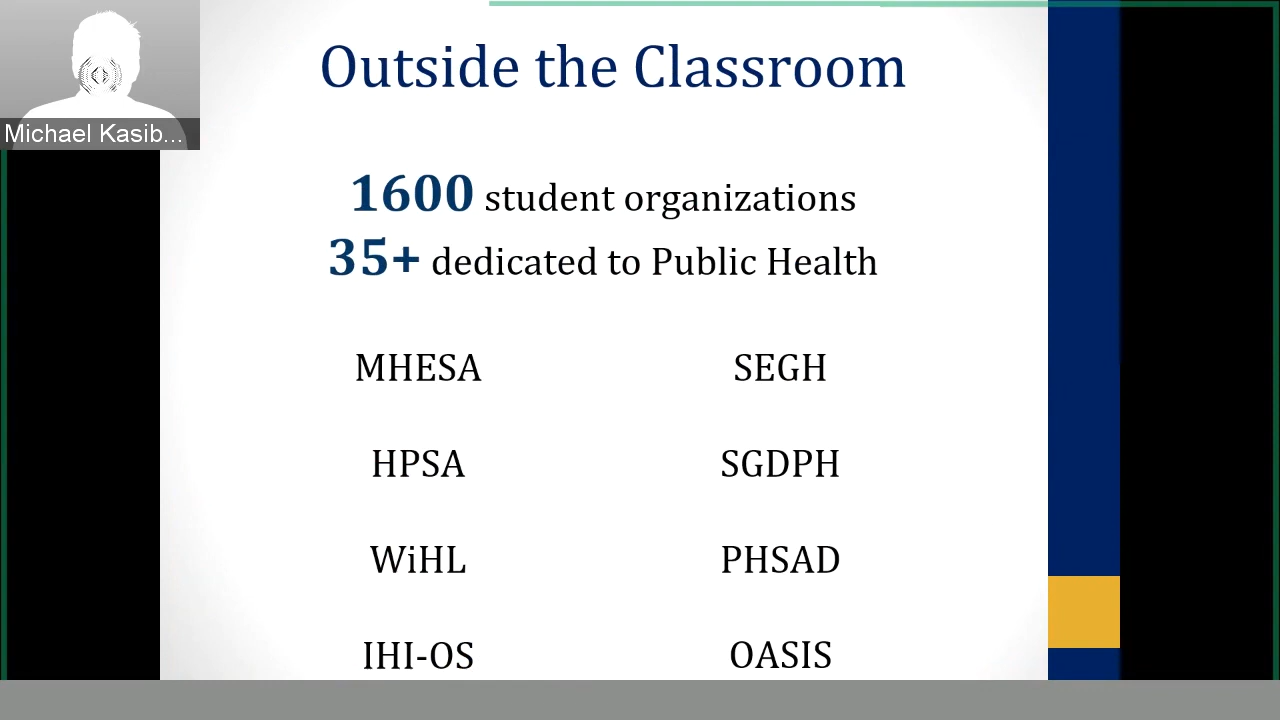 Michael Kasib...
Outside the Classroom
1600 student organizations
35+ dedicated to Public Health
MHESA SEGH
HPSA SGDPH
WiHL PHSAD
IHI-OS OASIS